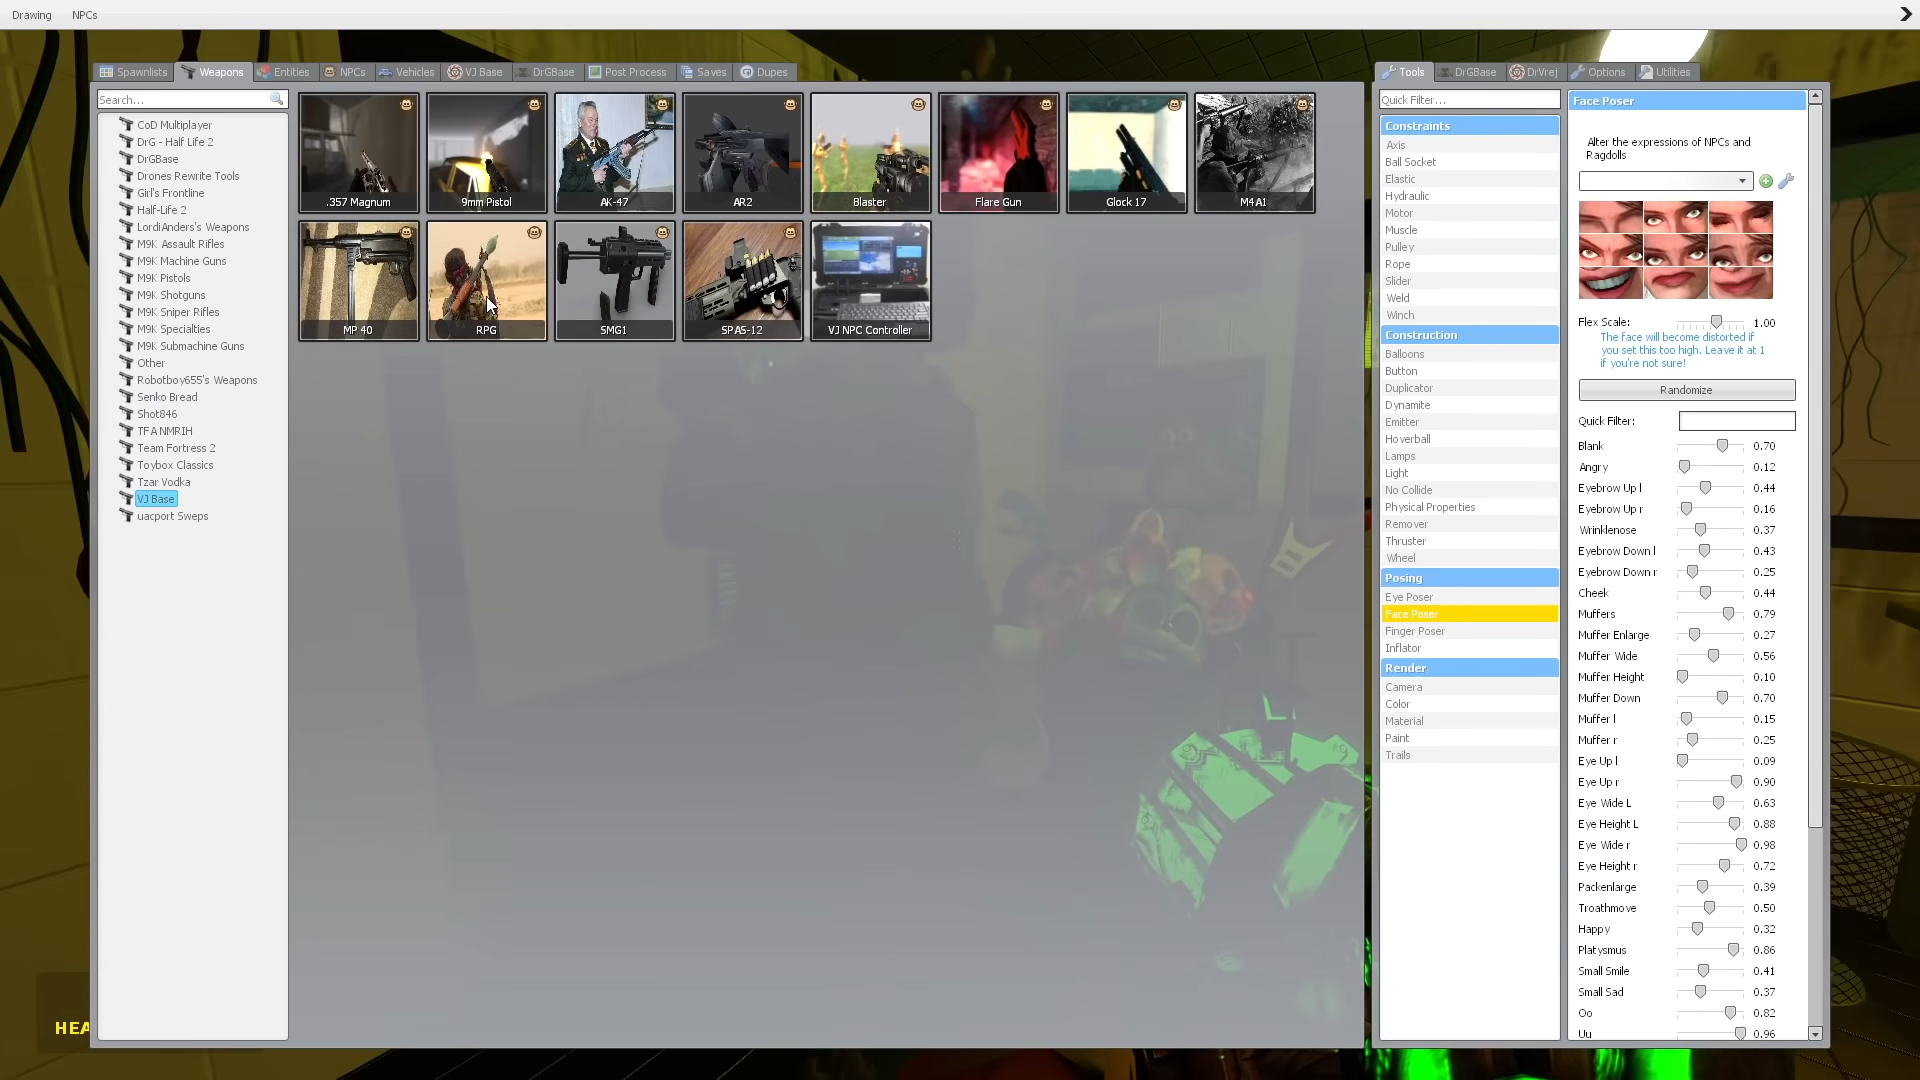 Drawing NPCs
Spawnlists Weapons Entities NPCs Vehicles VJ Base DrGBase Post Process Saves Dupes
Search...
CoD Multiplayer
DrG - Half Life 2
DrGBase
Drones Rewrite Tools
Girl's Frontline
Half-Life 2
LordiAnders's Weapons
M9K Assault Rifles
M9K Machine Guns
M9K Pistols
M9K Shotguns
M9K Sniper Rifles
M9K Specialties
M9K Submachine Guns
Other
Robotboy655's Weapons
Senko Bread
Shot846
TFA NMRIH
Team Fortress 2
Toybox Classics
Tzar Vodka
VJ Base
uacport Sweps
.357 Magnum 9mm Pistol AK-47 AR2 Blaster Flare Gun Glock 17 M4A1
MP 40 RPG SMG1 SPAS-12 VJ NPC Controller
HEA
Tools DrGBase DrVrej Options Utilities
Quick Filter...
Constraints
Axis
Ball Socket
Elastic
Hydraulic
Motor
Muscle
Pulley
Rope
Slider
Weld
Winch
Construction
Balloons
Button
Duplicator
Dynamite
Emitter
Hoverball
Lamps
Light
No Collide
Physical Properties
Remover
Thruster
Wheel
Posing
Eye Poser
Face Poser
Finger Poser
Inflator
Render
Camera
Color
Material
Paint
Trails
Face Poser
Alter the expressions of NPCs and
Ragdolls
Flex Scale: 1.00
The face will become distorted if
you set this too high. Leave it at 1
if you're not sure!
Randomize
Quick Filter:
Blank 0.70
Angry 0.12
Eyebrow Up l 0.44
Eyebrow Up r 0.16
Wrinklenose 0.37
Eyebrow Down l 0.43
Eyebrow Down r 0.25
Cheek 0.44
Muffers 0.79
Muffer Enlarge 0.27
Muffer Wide 0.56
Muffer Height 0.10
Muffer Down 0.70
Muffer l 0.15
Muffer r 0.25
Eye Up l 0.09
Eye Up r 0.90
Eye Wide L 0.63
Eye Height L 0.88
Eye Wide r 0.98
Eye Height r 0.72
Packenlarge 0.39
Troathmove 0.50
Happy 0.32
Platysmus 0.86
Small Smile 0.41
Small Sad 0.37
Oo 0.82
Uu 0.96